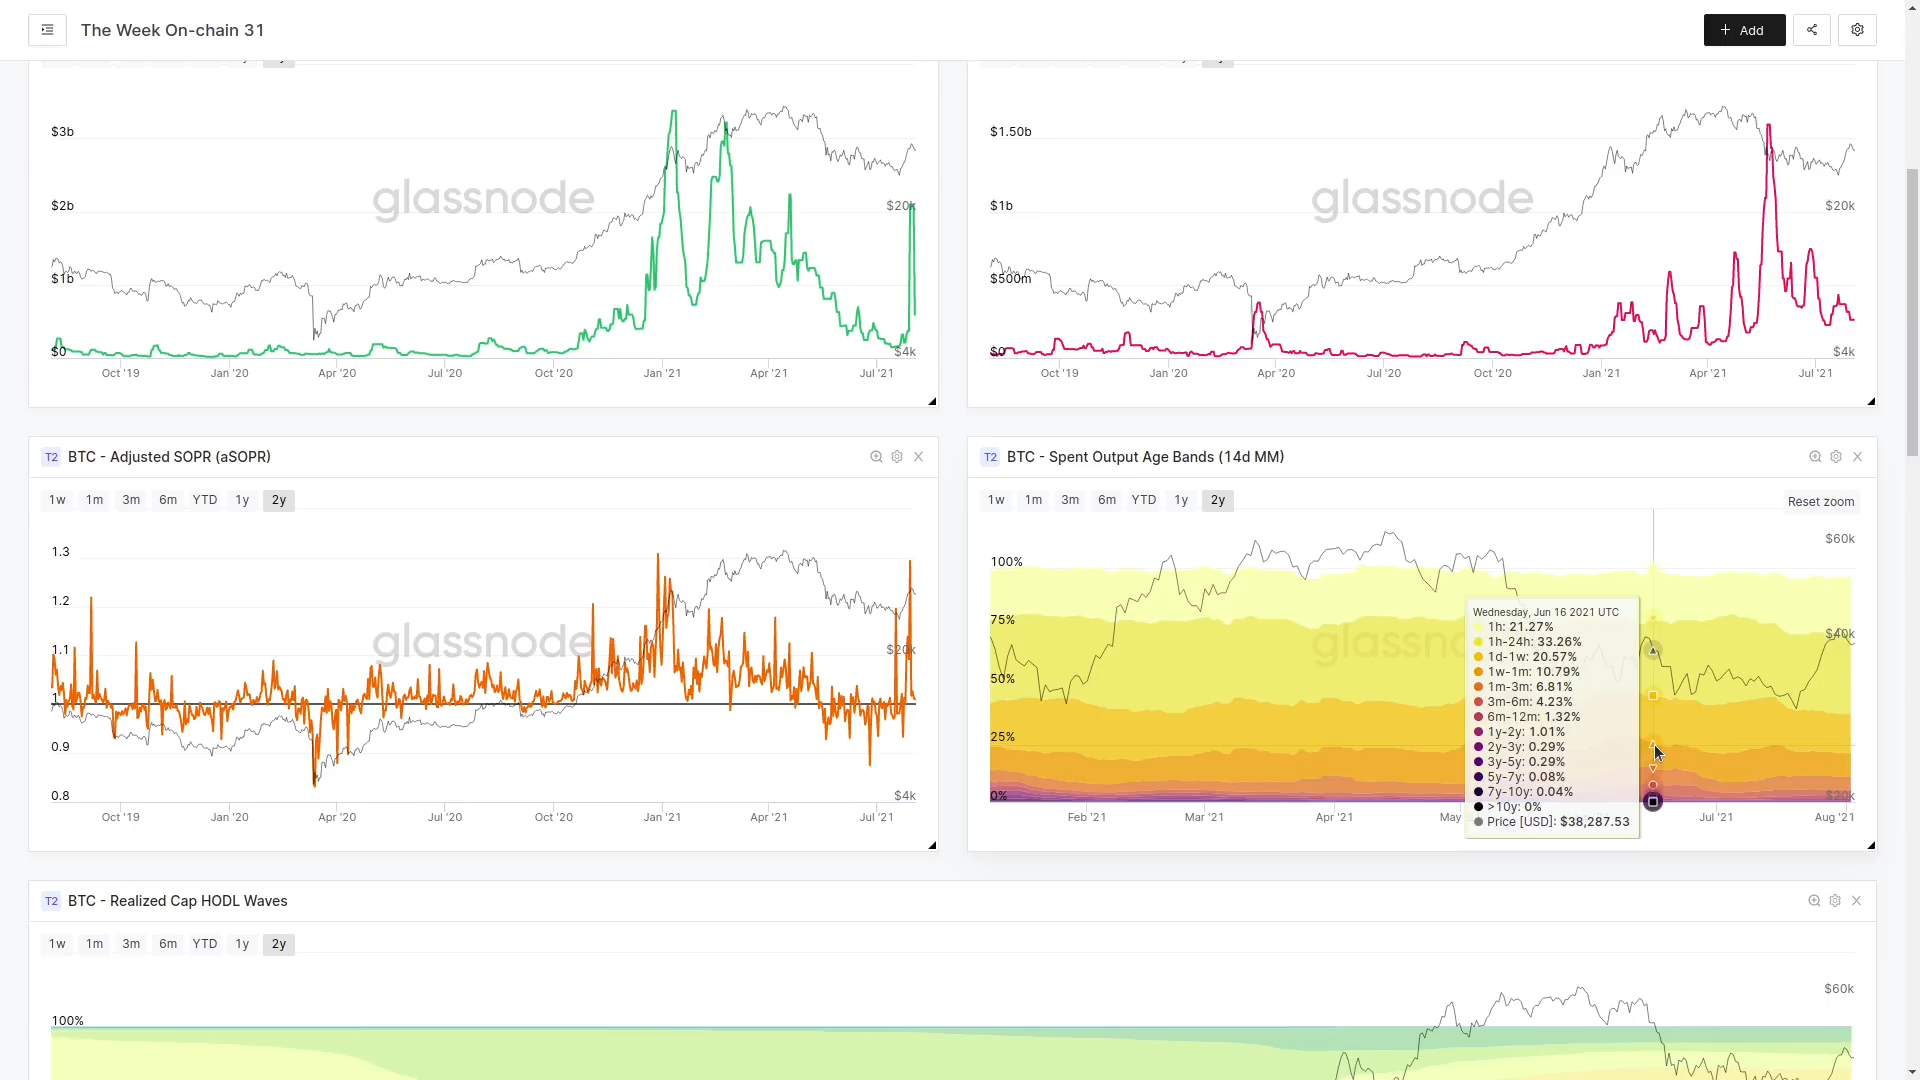 The Week On-chain 31
+ Add
$3b
$2b
$1b
$0
$20k
$4k
glassnode
Oct '19
Jan '20
Apr '20
Jul '20
Oct '20
Jan '21
Apr '21
Jul '21
$1.50b
$1b
$500m
$0
$20k
$4k
glassnode
Oct '19
Jan '20
Apr '20
Jul '20
Oct '20
Jan '21
Apr '21
Jul '21
T2 BTC - Adjusted SOPR (aSOPR)
1w 1m 3m 6m YTD 1y 2y
1.3
1.2
1.1
1
0.9
0.8
$20k
$4k
glassnode
Oct '19
Jan '20
Apr '20
Jul '20
Oct '20
Jan '21
Apr '21
Jul '21
T2 BTC - Spent Output Age Bands (14d MM)
1w 1m 3m 6m YTD 1y 2y
Reset zoom
100%
75%
50%
25%
0%
$60k
$40k
$20k
glassno
Wednesday, Jun 16 2021 UTC
1h: 21.27%
1h-24h: 33.26%
1d-1w: 20.57%
1w-1m: 10.79%
1m-3m: 6.81%
3m-6m: 4.23%
6m-12m: 1.32%
1y-2y: 1.01%
2y-3y: 0.29%
3y-5y: 0.29%
5y-7y: 0.08%
7y-10y: 0.04%
>10y: 0%
Price [USD]: $38,287.53
Feb '21
Mar '21
Apr '21
May
Jul '21
Aug '21
T2 BTC - Realized Cap HODL Waves
1w 1m 3m 6m YTD 1y 2y
100%
$60k